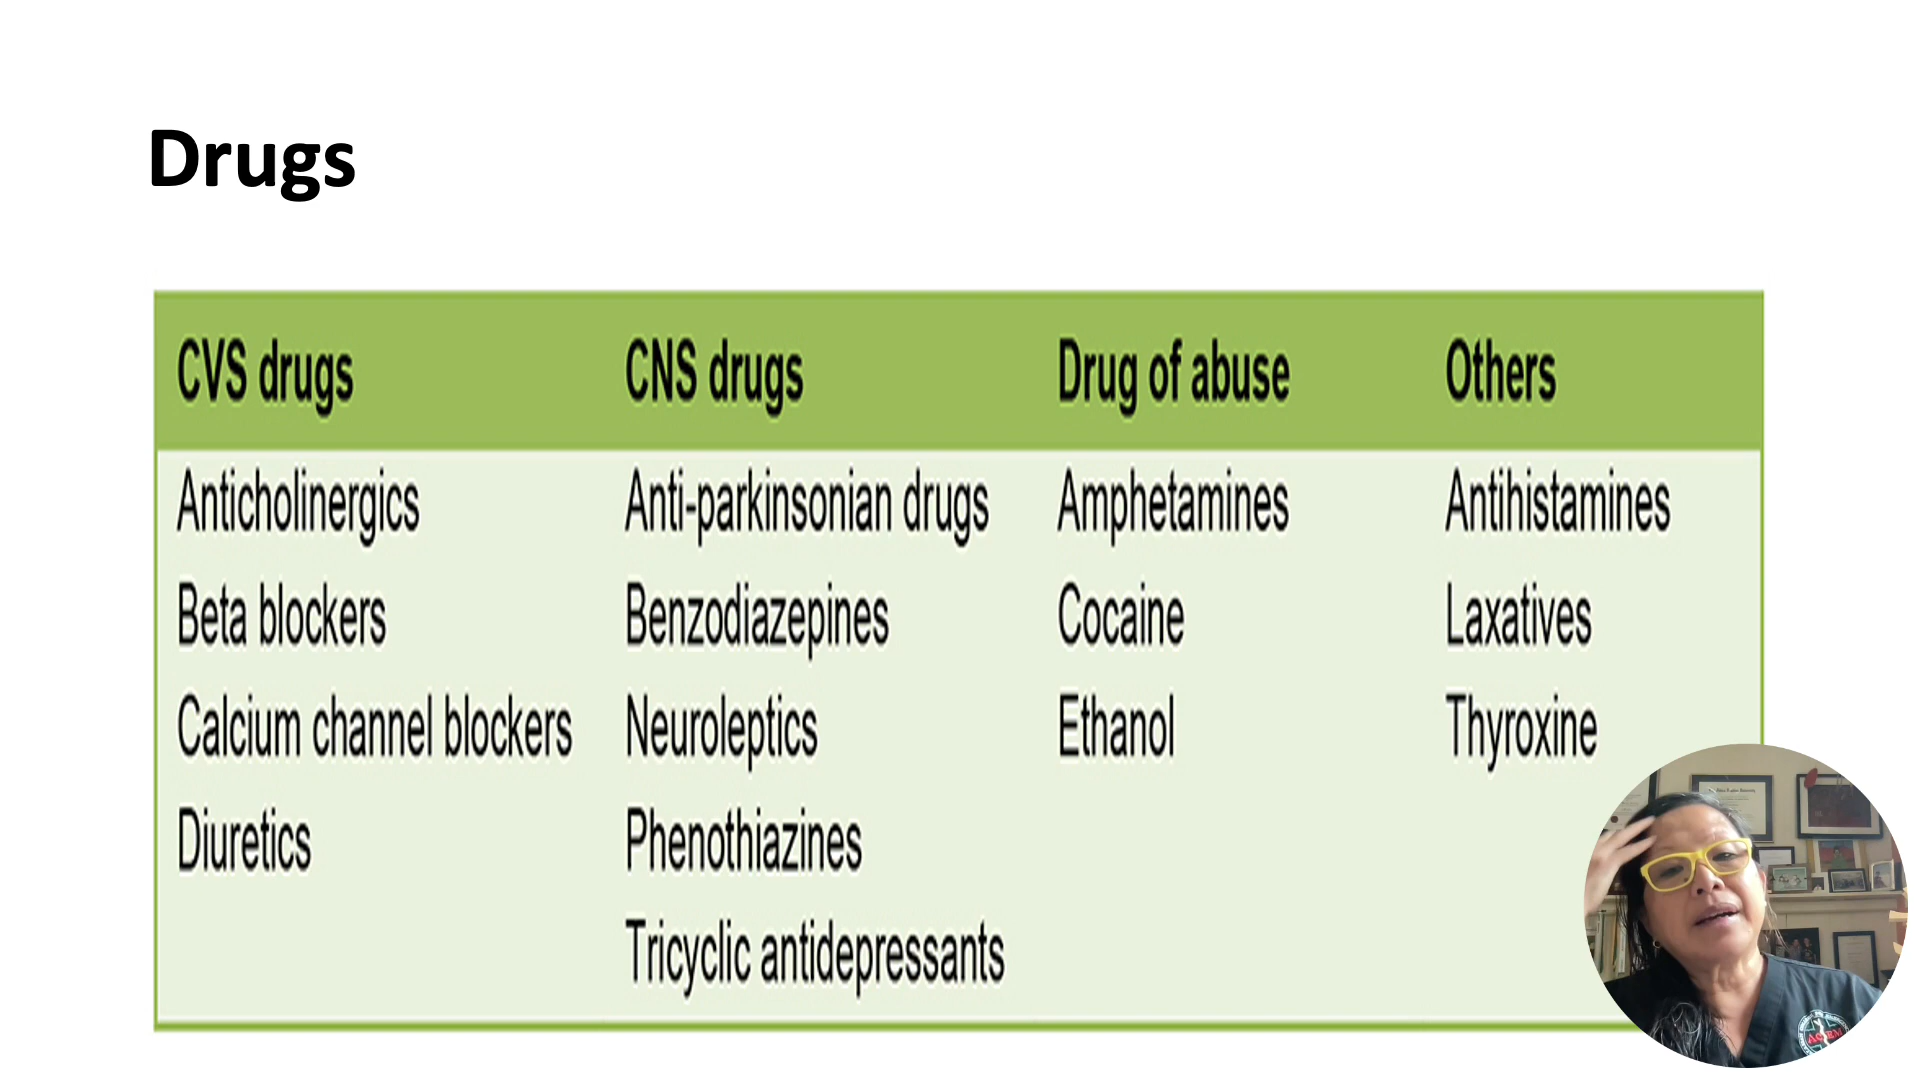 Drugs
CVS drugs CNS drugs Drug of abuse Others
Anticholinergics Anti-parkinsonian drugs Amphetamines Antihistamines
Beta blockers Benzodiazepines Cocaine Laxatives
Calcium channel blockers Neuroleptics Ethanol Thyroxine
Diuretics Phenothiazines
Tricyclic antidepressants